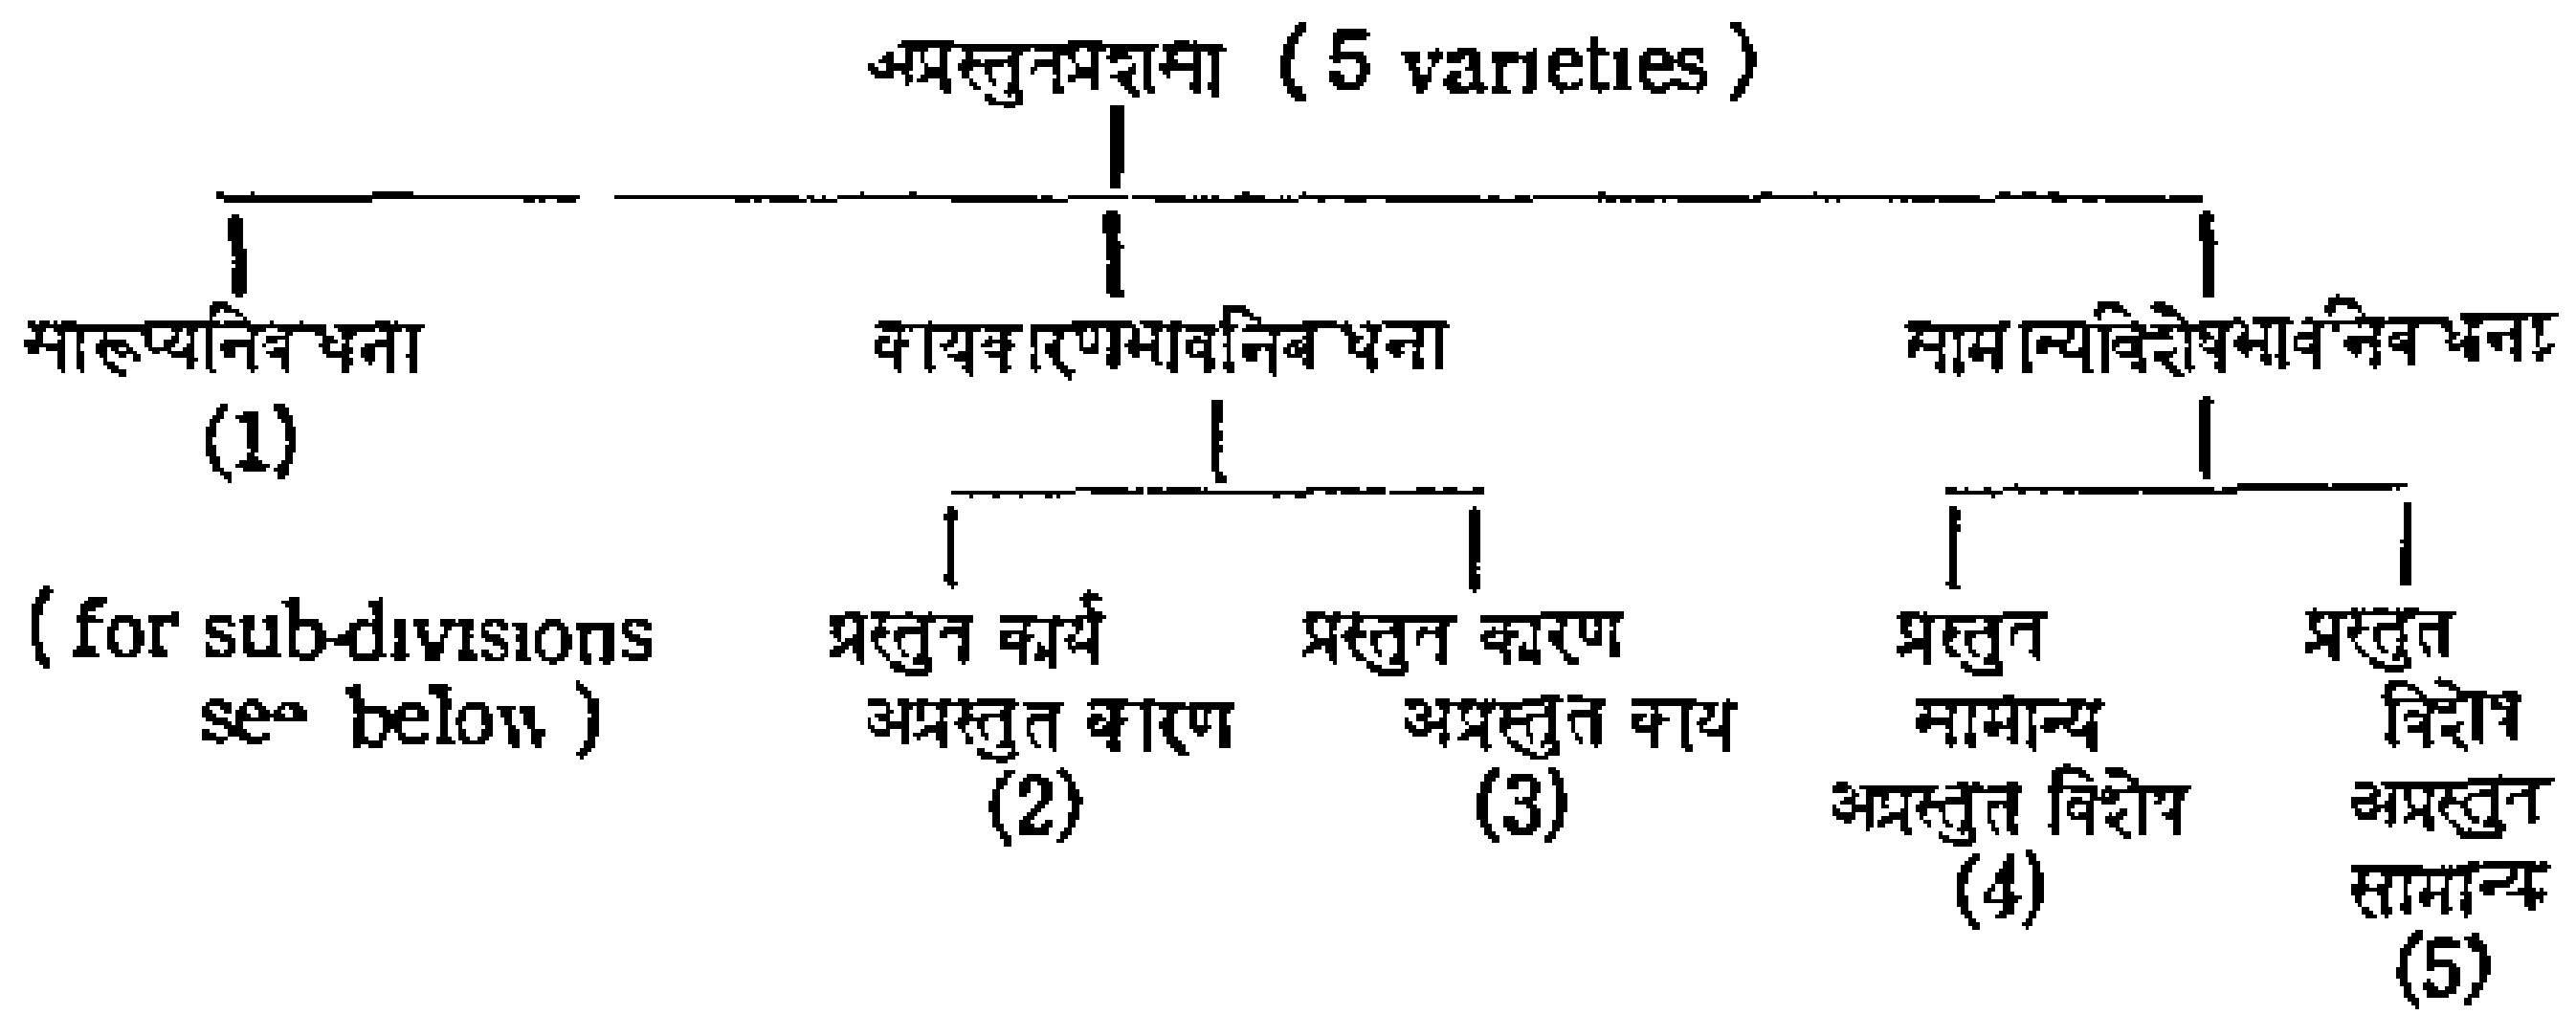 अप्रस्तुतप्रशसा ( 5 varieties )
सारूप्यनिबन्धना कार्यकारणभावनिबन्धना सामान्यविशेषभावनिबन्धना
(1)
( for sub-divisions see below )
प्रस्तुत कार्य
अप्रस्तुत कारण
(2)
प्रस्तुत कारण
अप्रस्तुत कार्य
(3)
प्रस्तुत
सामान्य
अप्रस्तुत विशेष
(4)
प्रस्तुत
विशेष
अप्रस्तुत
सामान्य
(5)